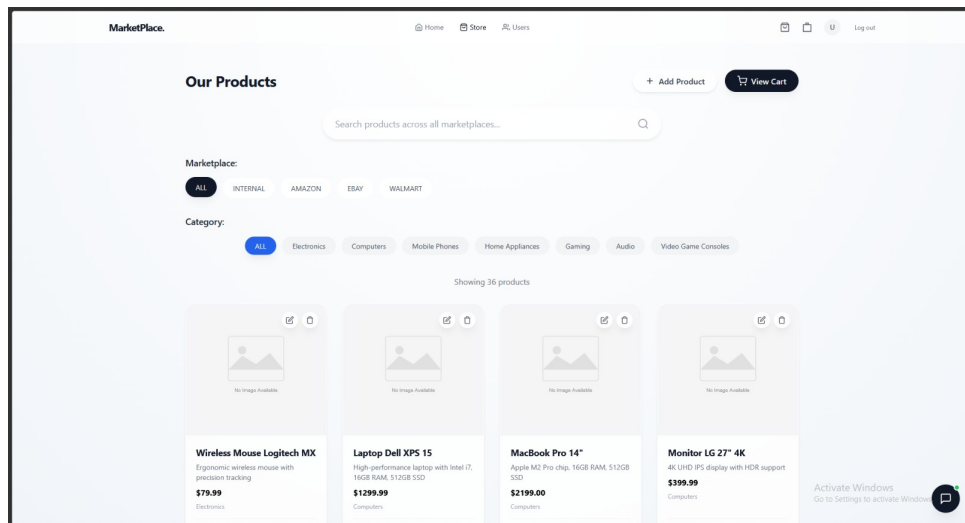 MarketPlace.
Home Store Users
U Log out
Our Products
+ Add Product View Cart
Search products across all marketplaces...
Marketplace:
ALL INTERNAL AMAZON EBAY WALMART
Category:
ALL Electronics Computers Mobile Phones Home Appliances Gaming Audio Video Game Consoles
Showing 36 products
No Image Available
No Image Available
No Image Available
No Image Available
Wireless Mouse Logitech MX
Ergonomic wireless mouse with
precision tracking
$79.99
Electronics
Laptop Dell XPS 15
High-performance laptop with Intel i7,
16GB RAM, 512GB SSD
$1299.99
Computers
MacBook Pro 14"
Apple M2 Pro chip, 16GB RAM, 512GB
SSD
$2199.00
Computers
Monitor LG 27" 4K
4K UHD IPS display with HDR support
$399.99
Computers
Activate Windows
Go to Settings to activate Windows